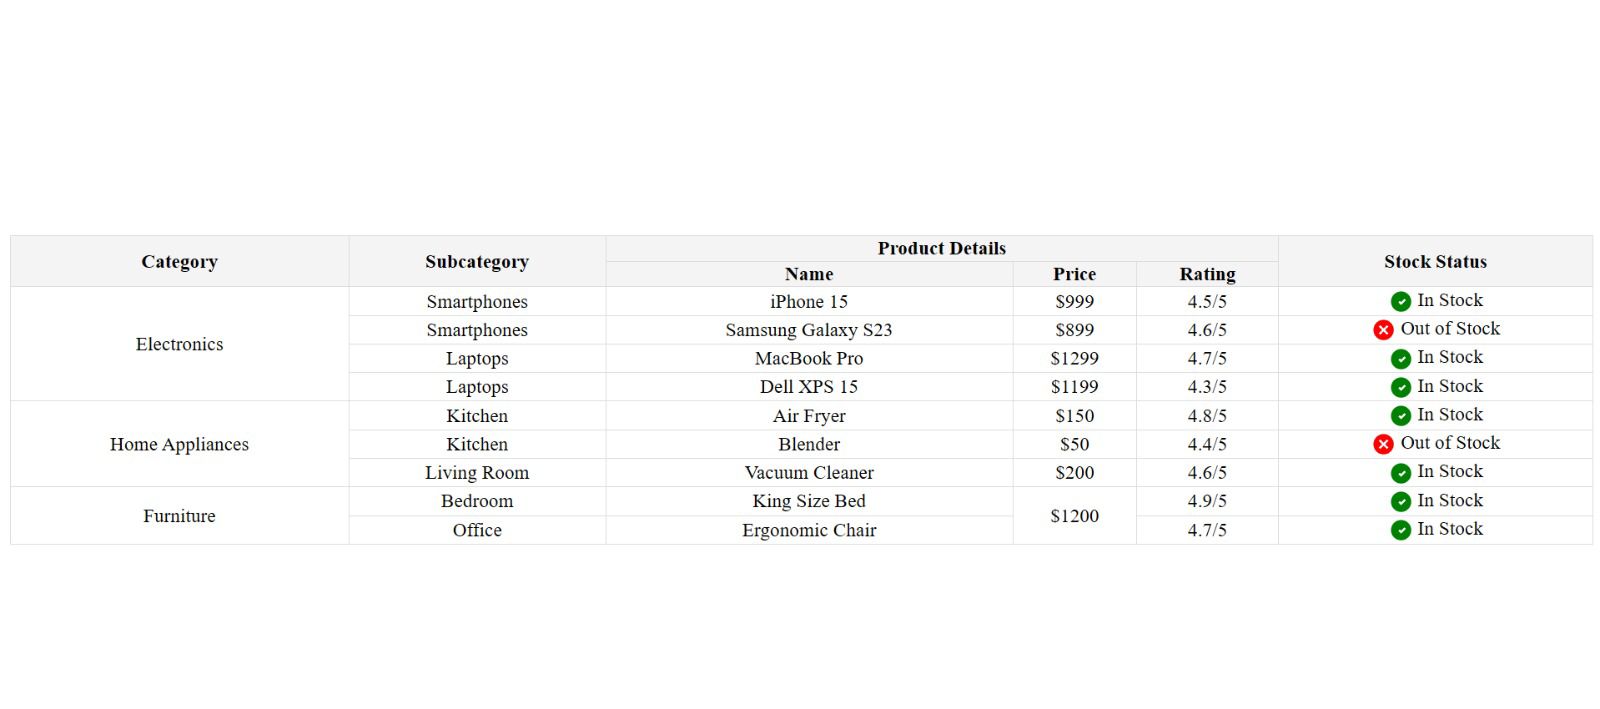 Category Subcategory Product Details Stock Status
Name Price Rating
Electronics Smartphones iPhone 15 $999 4.5/5 In Stock
Smartphones Samsung Galaxy S23 $899 4.6/5 Out of Stock
Laptops MacBook Pro $1299 4.7/5 In Stock
Laptops Dell XPS 15 $1199 4.3/5 In Stock
Home Appliances Kitchen Air Fryer $150 4.8/5 In Stock
Kitchen Blender $50 4.4/5 Out of Stock
Living Room Vacuum Cleaner $200 4.6/5 In Stock
Furniture Bedroom King Size Bed $1200 4.9/5 In Stock
Office Ergonomic Chair 4.7/5 In Stock